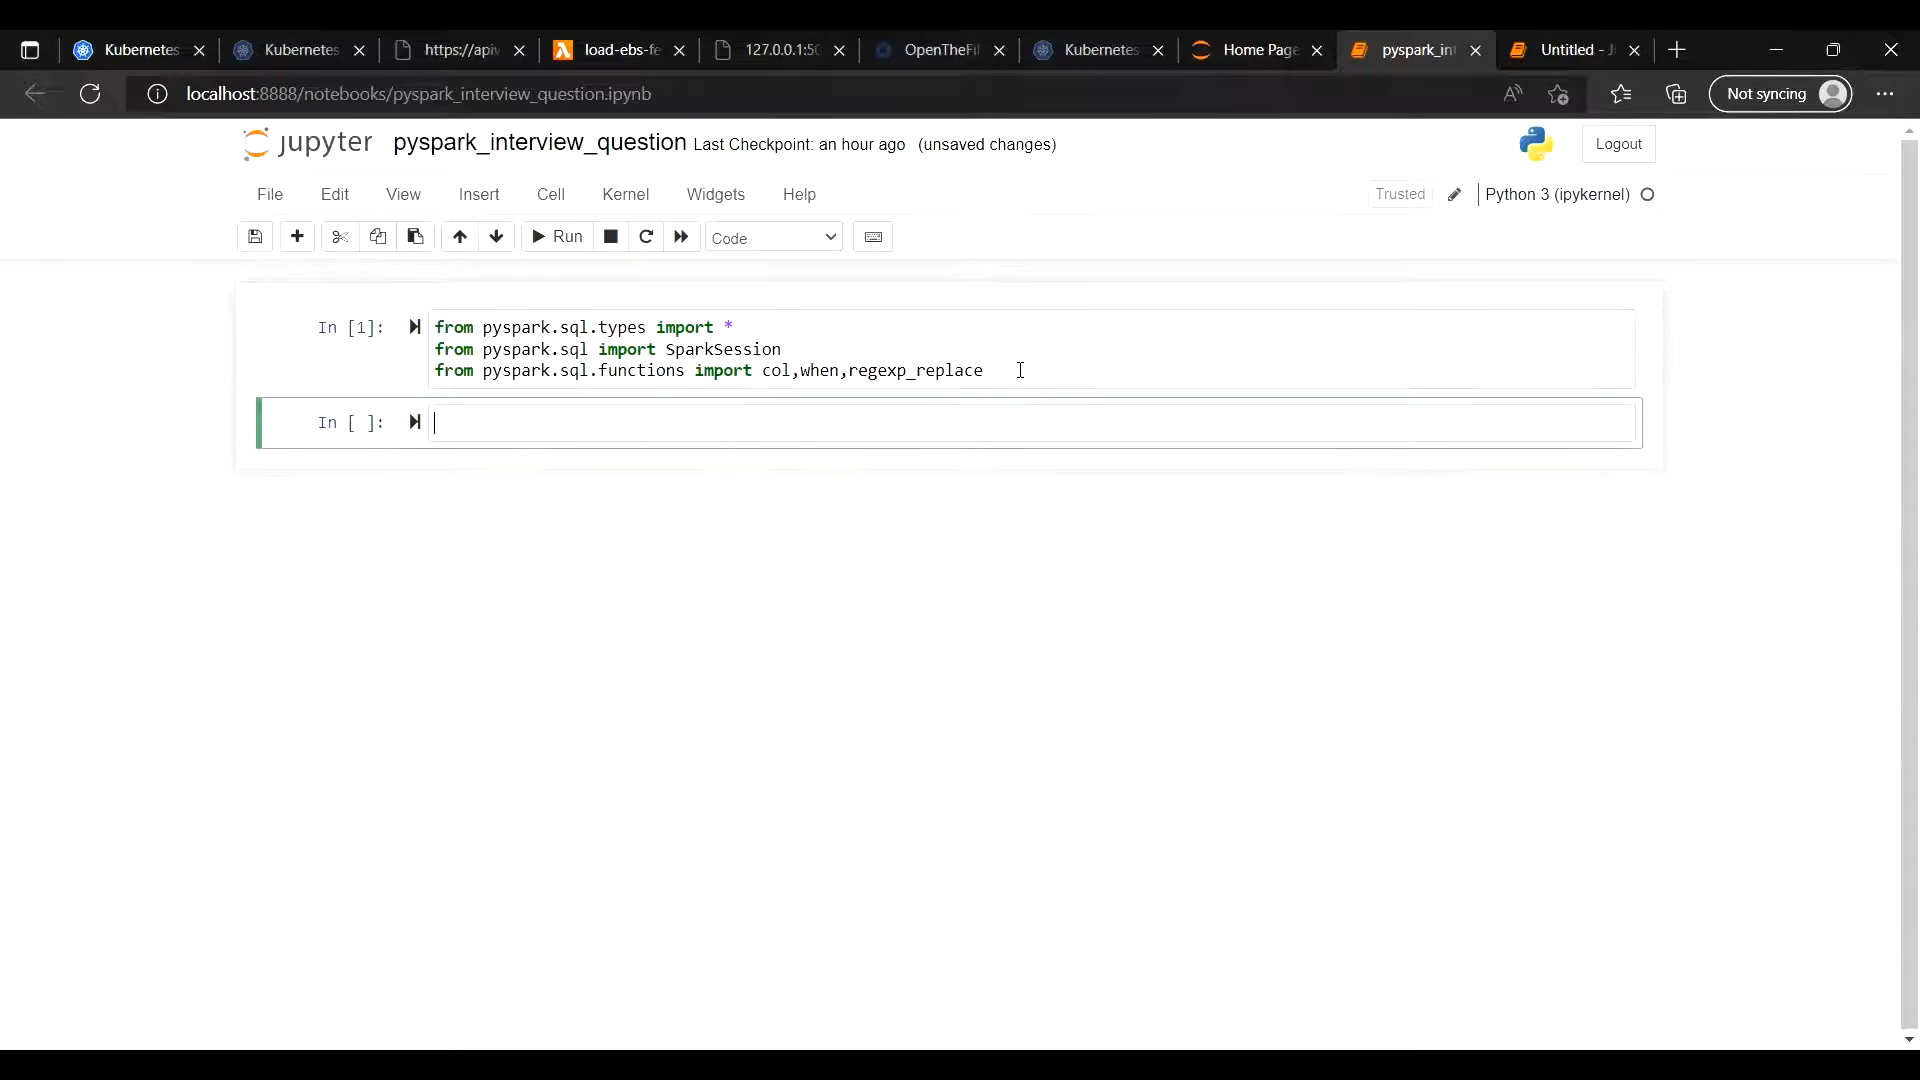 Kubernetes
Kubernetes
https://apiv
load-ebs-fe
127.0.0.1:50
OpenTheFil
Kubernetes
Home Page
pyspark_int
Untitled - J
localhost:8888/notebooks/pyspark_interview_question.ipynb
Not syncing
jupyter pyspark_interview_question Last Checkpoint: an hour ago (unsaved changes)
Logout
File Edit View Insert Cell Kernel Widgets Help
Trusted
Python 3 (ipykernel)
Run
Code
In [1]:
from pyspark.sql.types import *
from pyspark.sql import SparkSession
from pyspark.sql.functions import col,when,regexp_replace
In [ ]: